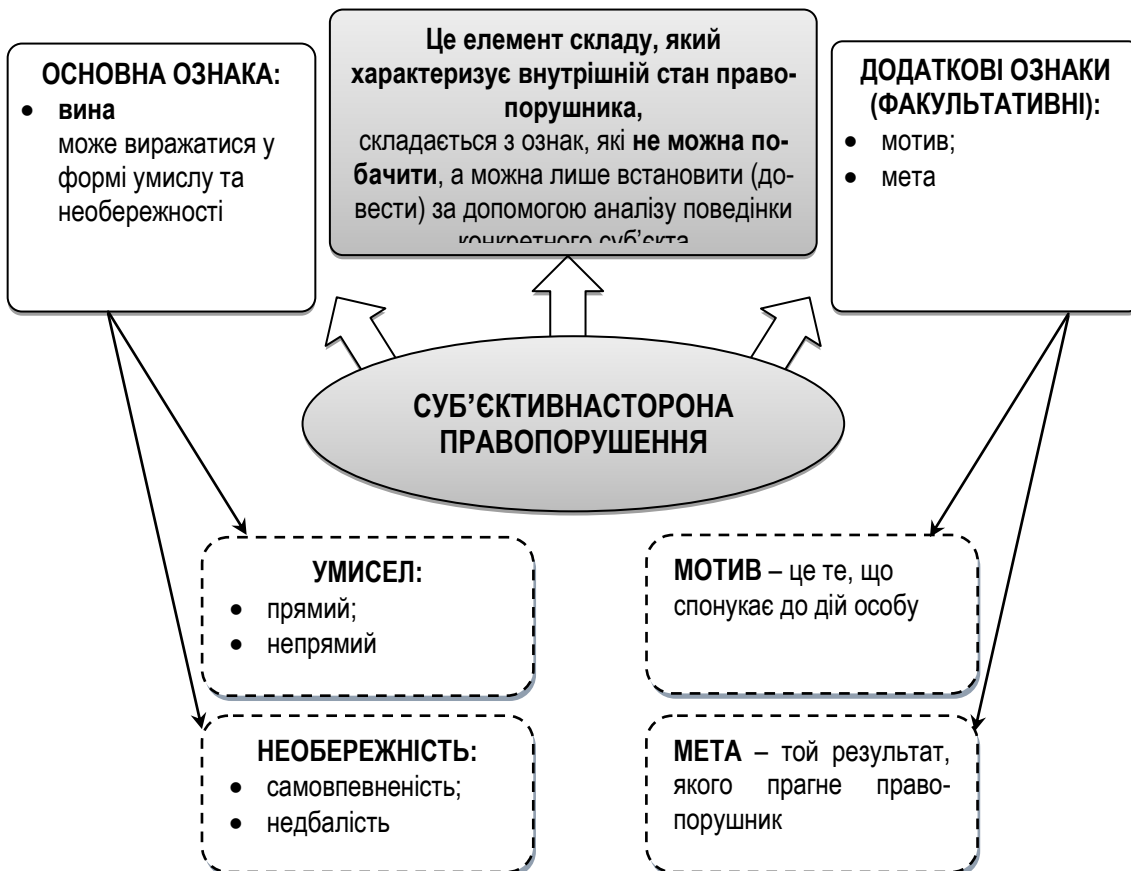 ОСНОВНА ОЗНАКА:
• вина
може виражатися у
формі умислу та
необережності
Це елемент складу, який
характеризує внутрішній стан право-
порушника,
складається з ознак, які не можна по-
бачити, а можна лише встановити (до-
вести) за допомогою аналізу поведінки
конкретного суб’єкта
ДОДАТКОВІ ОЗНАКИ
(ФАКУЛЬТАТИВНІ):
• мотив;
• мета
СУБ’ЄКТИВНАСТОРОНА
ПРАВОПОРУШЕННЯ
УМИСЕЛ:
• прямий;
• непрямий
МОТИВ – це те, що
спонукає до дій особу
НЕОБЕРЕЖНІСТЬ:
• самовпевненість;
• недбалість
МЕТА – той результат,
якого прагне право-
порушник